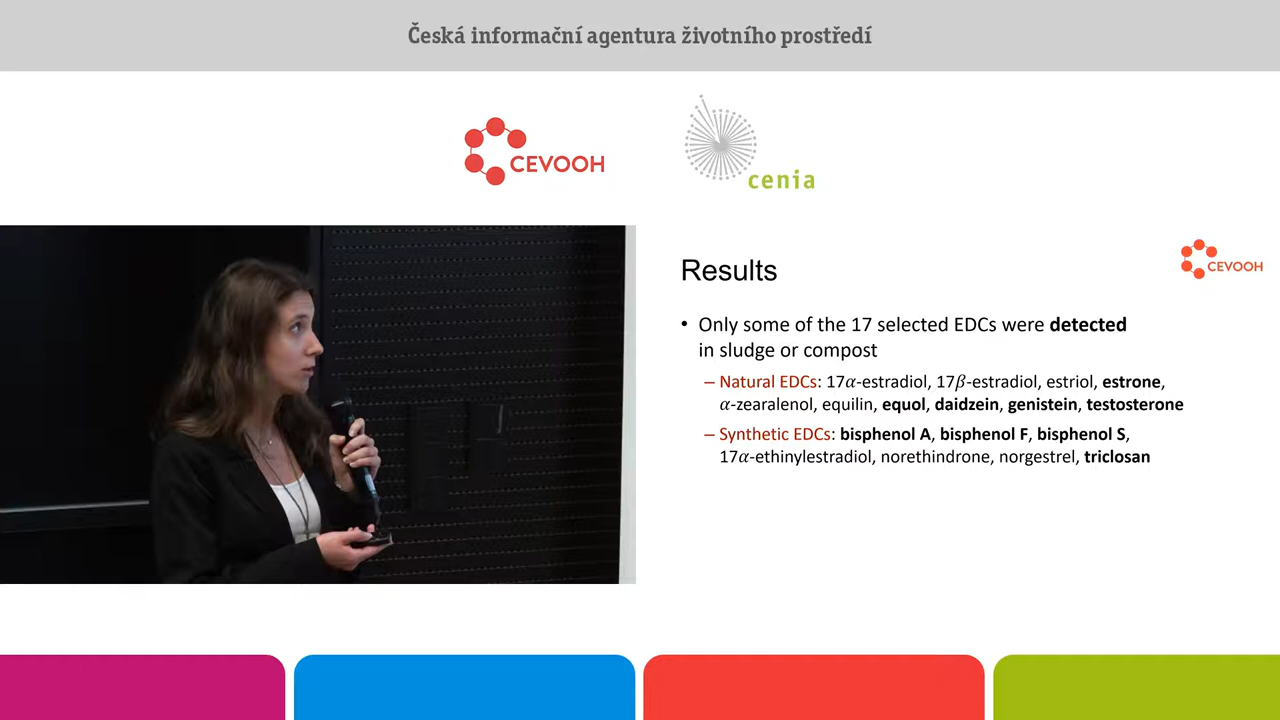 Česká informační agentura životního prostředí
CEVOOH
cenia
CEVOOH
Results
• Only some of the 17 selected EDCs were detected
in sludge or compost
– Natural EDCs: 17α-estradiol, 17β-estradiol, estriol, estrone,
α-zearalenol, equilin, equol, daidzein, genistein, testosterone
– Synthetic EDCs: bisphenol A, bisphenol F, bisphenol S,
17α-ethinylestradiol, norethindrone, norgestrel, triclosan